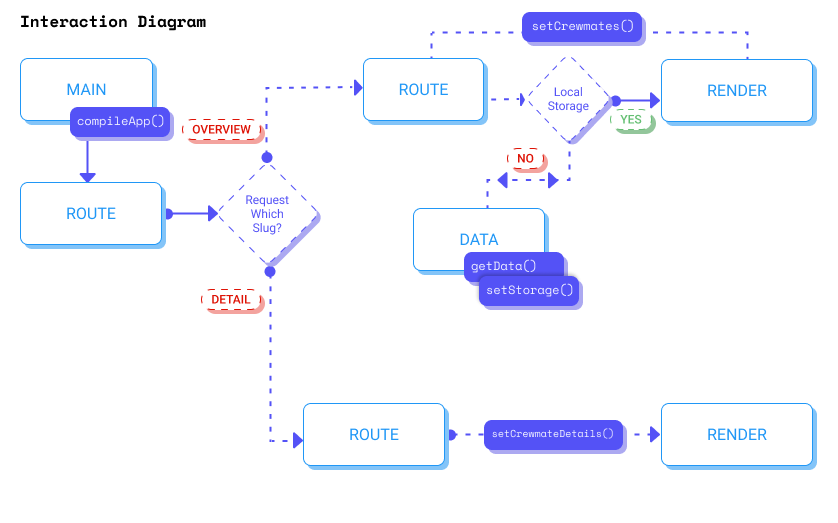 Interaction Diagram
setCrewmates()
MAIN
compileApp()
OVERVIEW
ROUTE
Local
Storage
RENDER
YES
NO
ROUTE
Request
Which
Slug?
DATA
getData()
setStorage()
DETAIL
ROUTE
setCrewmateDetails()
RENDER